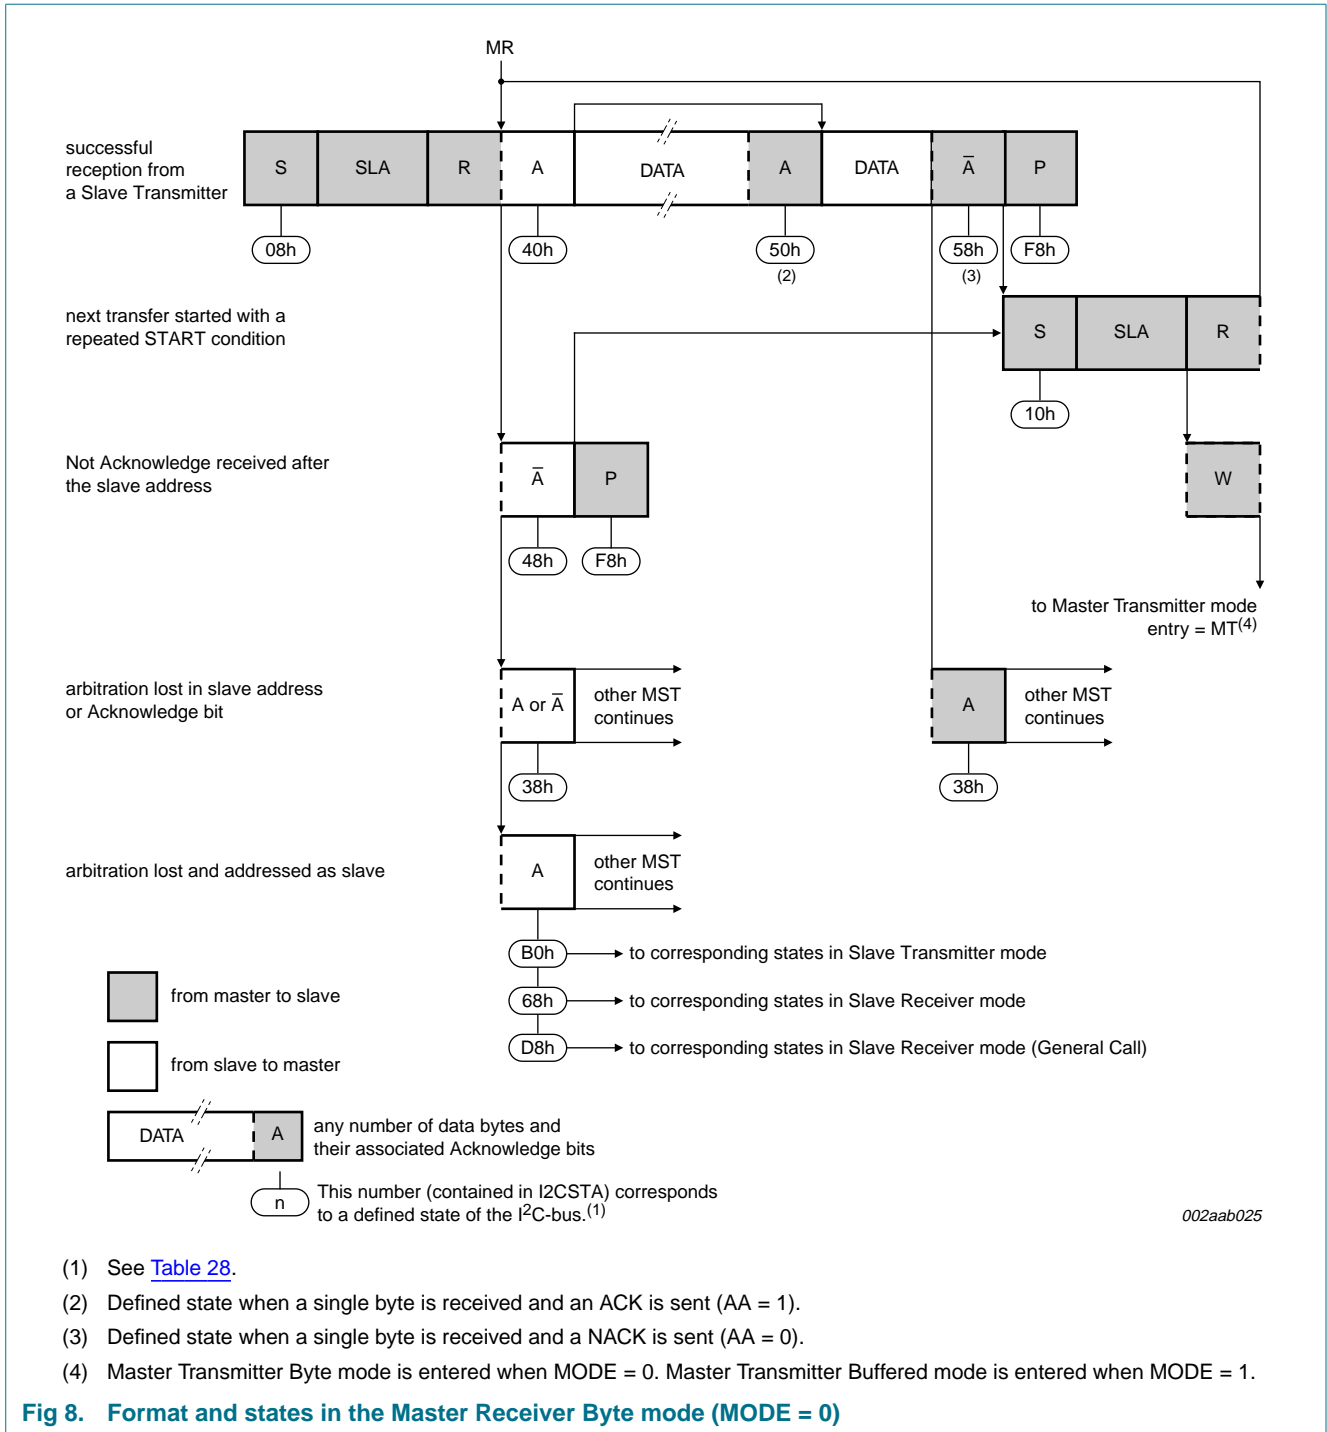 MR
successful
reception from
a Slave Transmitter
S SLA R A DATA A DATA A̅ P
08h 40h 50h 58h F8h
(2) (3)
next transfer started with a
repeated START condition
S SLA R
10h
Not Acknowledge received after
the slave address
A̅ P W
48h F8h
to Master Transmitter mode
entry = MT(4)
arbitration lost in slave address
or Acknowledge bit
A or A̅
other MST
continues
A
other MST
continues
38h 38h
arbitration lost and addressed as slave
A
other MST
continues
B0h to corresponding states in Slave Transmitter mode
68h to corresponding states in Slave Receiver mode
D8h to corresponding states in Slave Receiver mode (General Call)
from master to slave
from slave to master
DATA A
any number of data bytes and
their associated Acknowledge bits
n
This number (contained in I2CSTA) corresponds
to a defined state of the I2C-bus.(1)
002aab025
(1) See Table 28.
(2) Defined state when a single byte is received and an ACK is sent (AA = 1).
(3) Defined state when a single byte is received and a NACK is sent (AA = 0).
(4) Master Transmitter Byte mode is entered when MODE = 0. Master Transmitter Buffered mode is entered when MODE = 1.
Fig 8. Format and states in the Master Receiver Byte mode (MODE = 0)